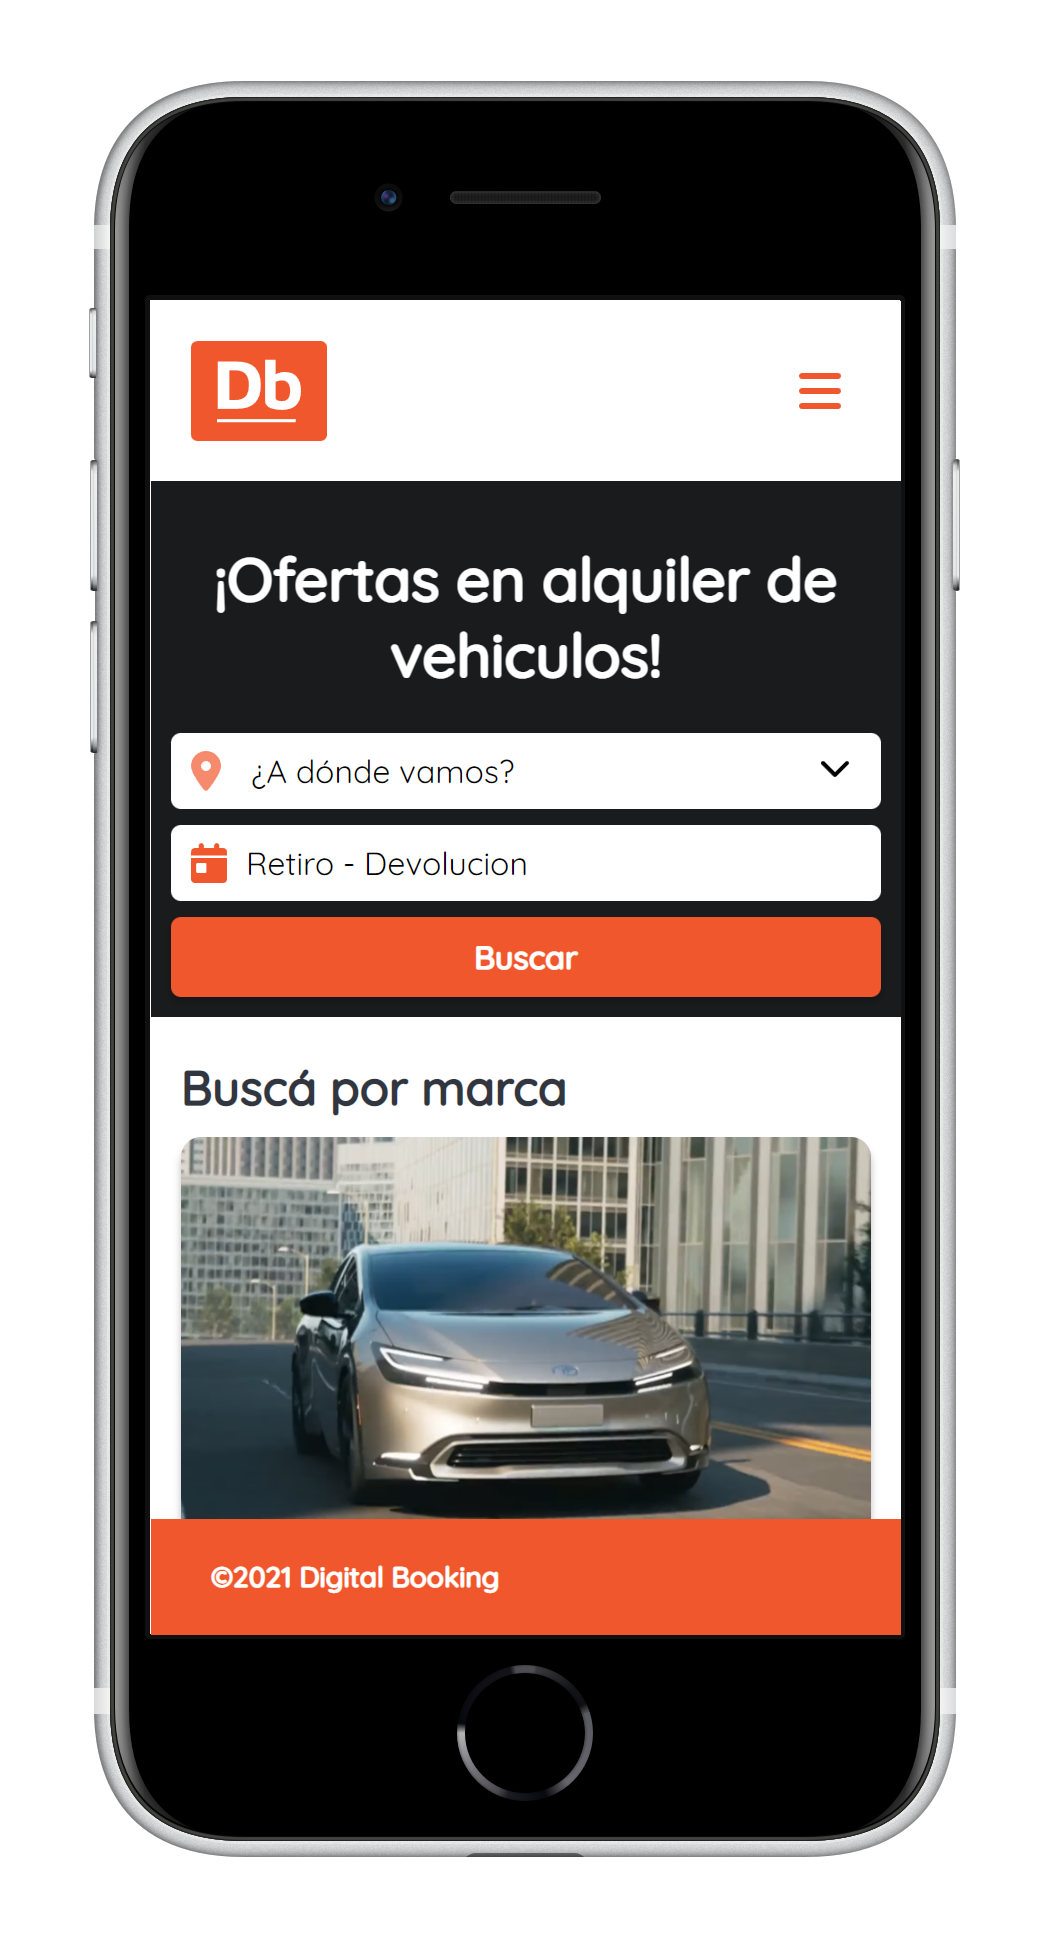 Db
¡Ofertas en alquiler de
vehiculos!
¿A dónde vamos?
Retiro - Devolucion
Buscar
Buscá por marca
©2021 Digital Booking